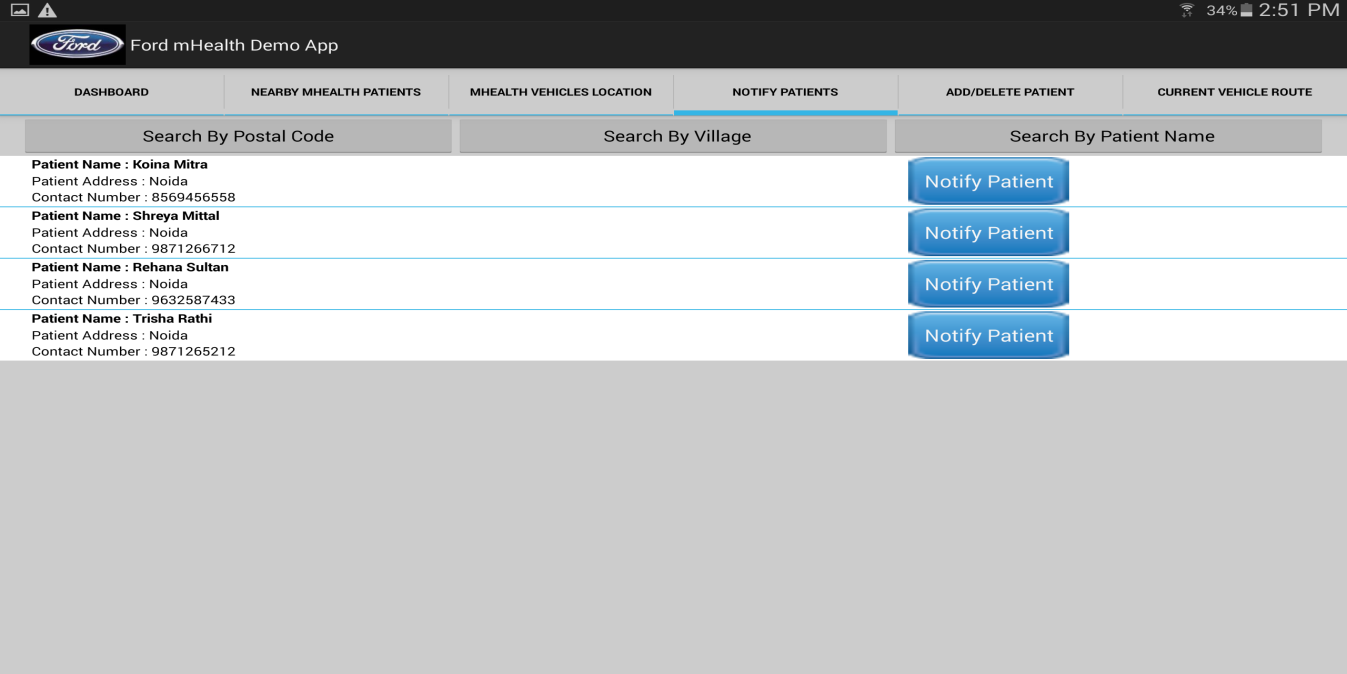 34% 2:51 PM
Ford Ford mHealth Demo App
DASHBOARD NEARBY MHEALTH PATIENTS MHEALTH VEHICLES LOCATION NOTIFY PATIENTS ADD/DELETE PATIENT CURRENT VEHICLE ROUTE
Search By Postal Code Search By Village Search By Patient Name
Patient Name : Koina Mitra
Patient Address : Noida
Contact Number : 8569456558
Notify Patient
Patient Name : Shreya Mittal
Patient Address : Noida
Contact Number : 9871266712
Notify Patient
Patient Name : Rehana Sultan
Patient Address : Noida
Contact Number : 9632587433
Notify Patient
Patient Name : Trisha Rathi
Patient Address : Noida
Contact Number : 9871265212
Notify Patient